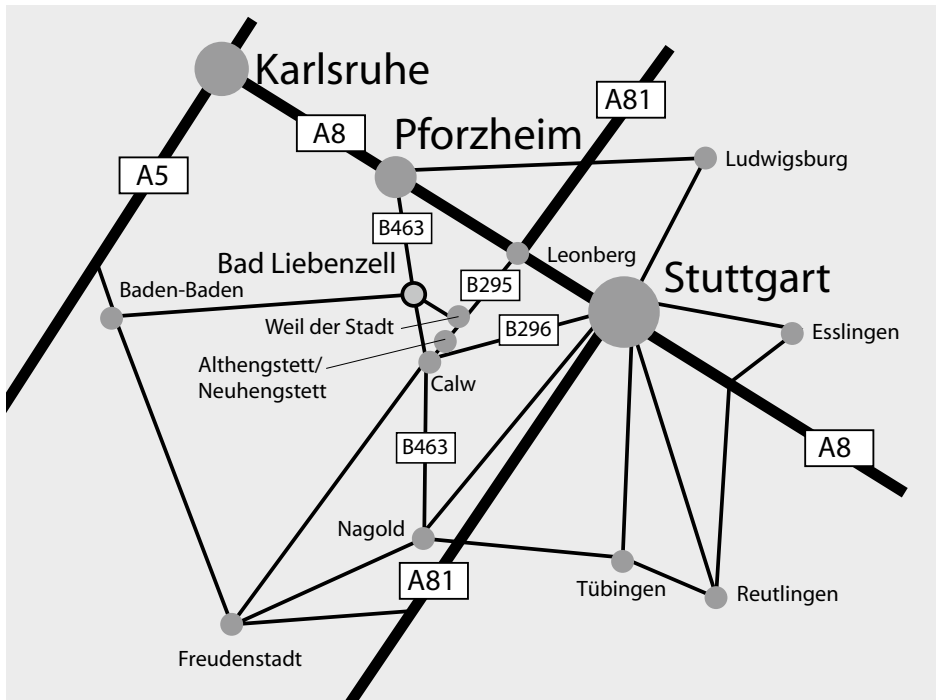 Karlsruhe
A81
A8
Pforzheim
Ludwigsburg
A5
B463
Leonberg
Bad Liebenzell
Stuttgart
B295
Baden-Baden
Weil der Stadt
B296
Esslingen
Althengstett/
Neuhengstett
Calw
B463
A8
Nagold
A81
Tübingen
Reutlingen
Freudenstadt